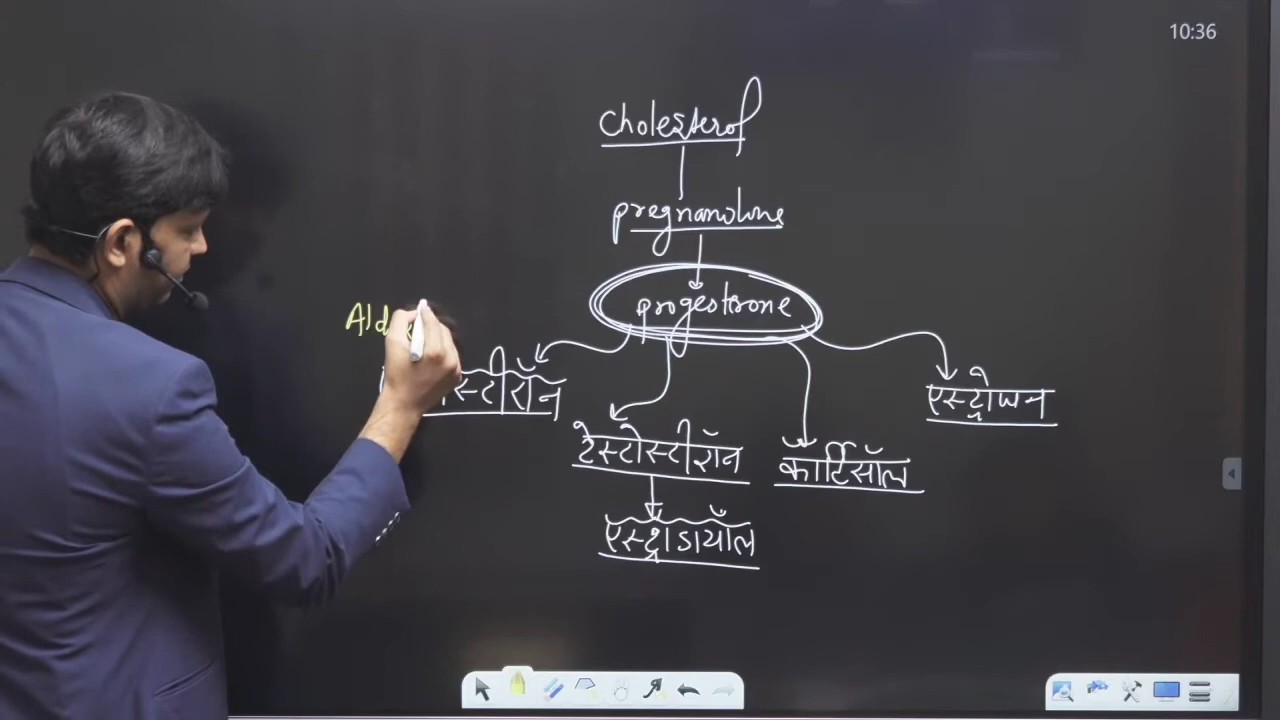 10:36
cholesterol
pregnanolone
progesterone
एस्ट्रोजन
टेस्टोस्टीरॉन
कार्टिसॉल
एस्ट्राडायॉल